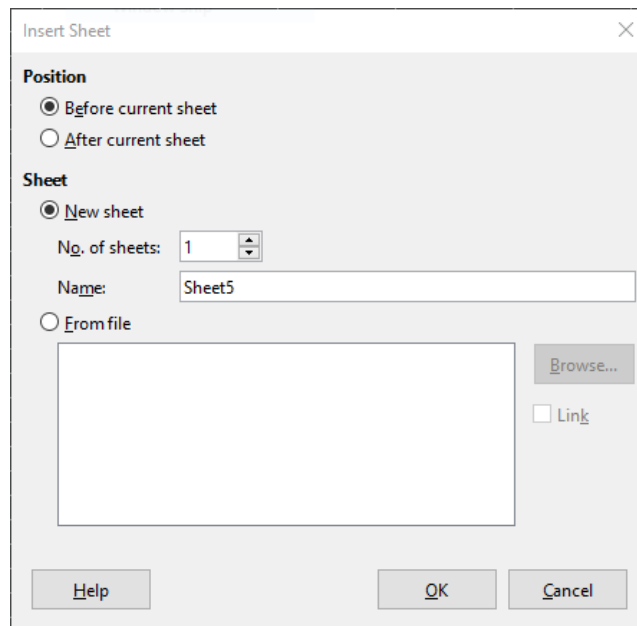 Insert Sheet
Position
Before current sheet
After current sheet
Sheet
New sheet
No. of sheets: 1
Name: Sheet5
From file
Browse...
Link
Help OK Cancel